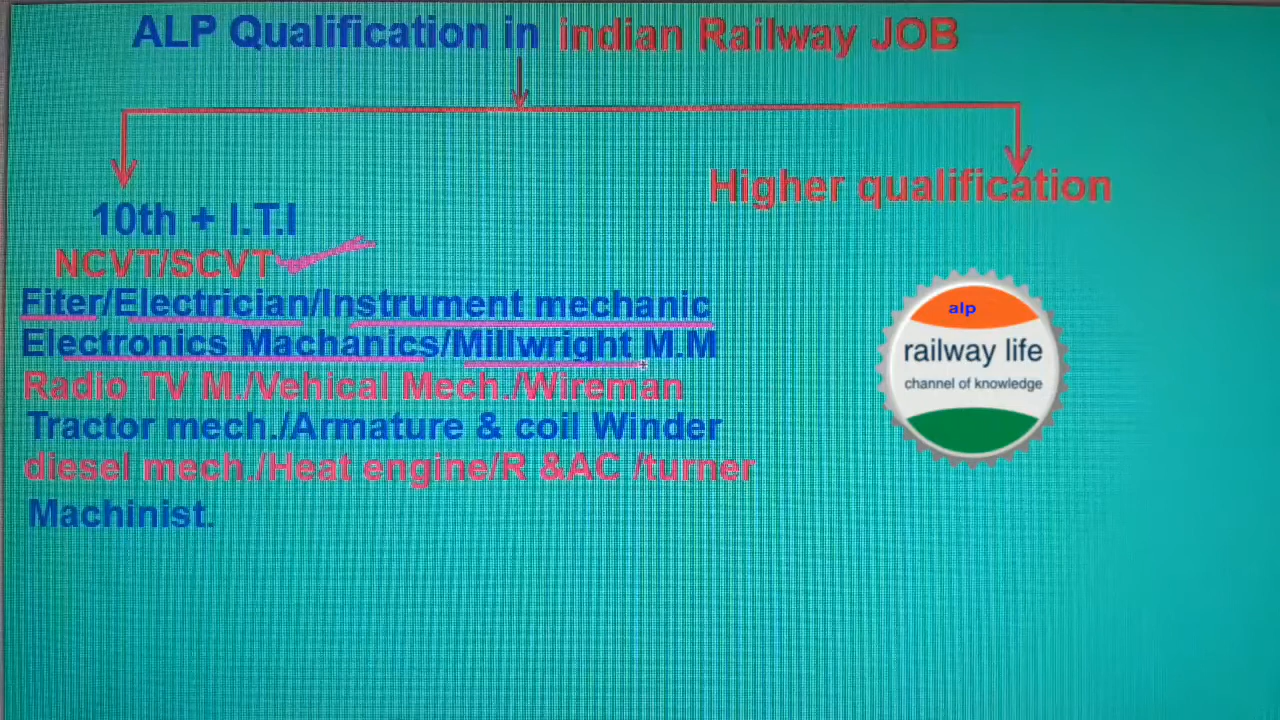 ALP Qualification in indian Railway JOB
Higher qualification
10th + I.T.I
NCVT/SCVT
Fiter/Electrician/Instrument mechanic
Electronics Machanics/Millwright M.M
Radio TV M./Vehical Mech./Wireman
Tractor mech./Armature & coil Winder
diesel mech./Heat engine/R &AC /turner
Machinist.
alp
railway life
channel of knowledge